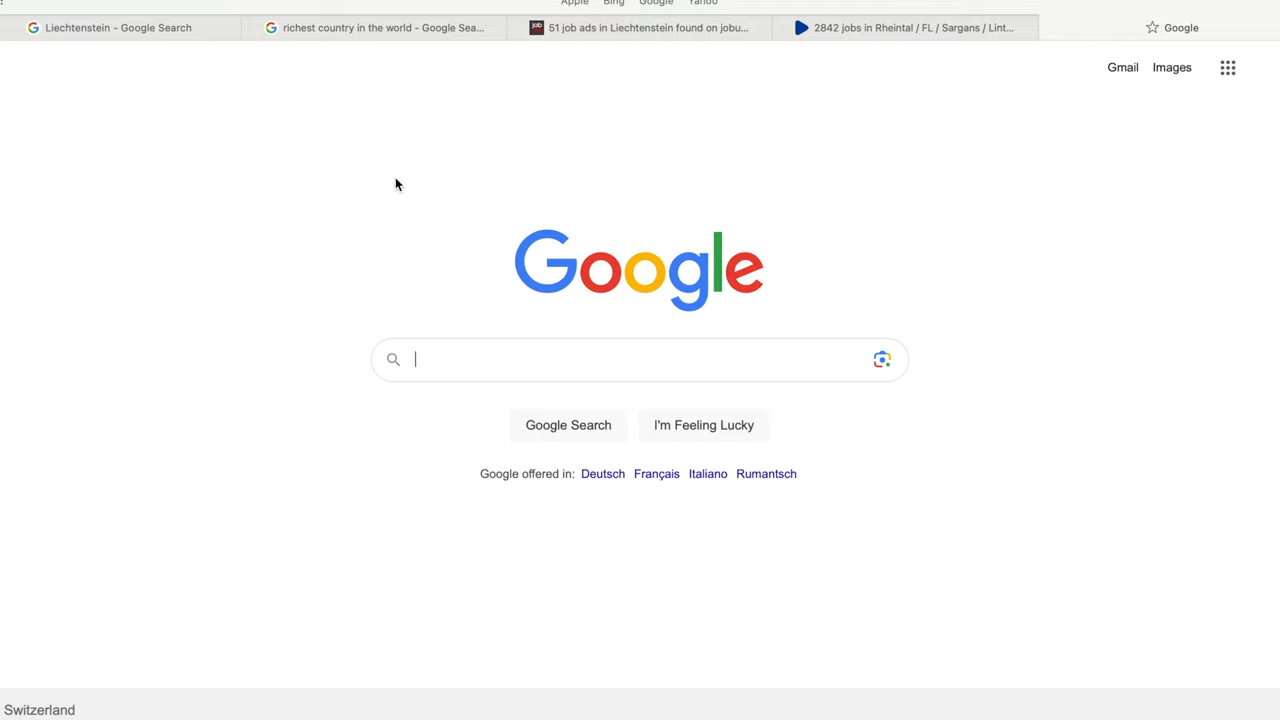 Apple Bing Google Yahoo
Liechtenstein - Google Search
richest country in the world - Google Sea...
job
51 job ads in Liechtenstein found on jobu...
2842 jobs in Rheintal / FL / Sargans / Lint...
Google
Gmail Images
Google
Google Search I'm Feeling Lucky
Google offered in: Deutsch Français Italiano Rumantsch
Switzerland